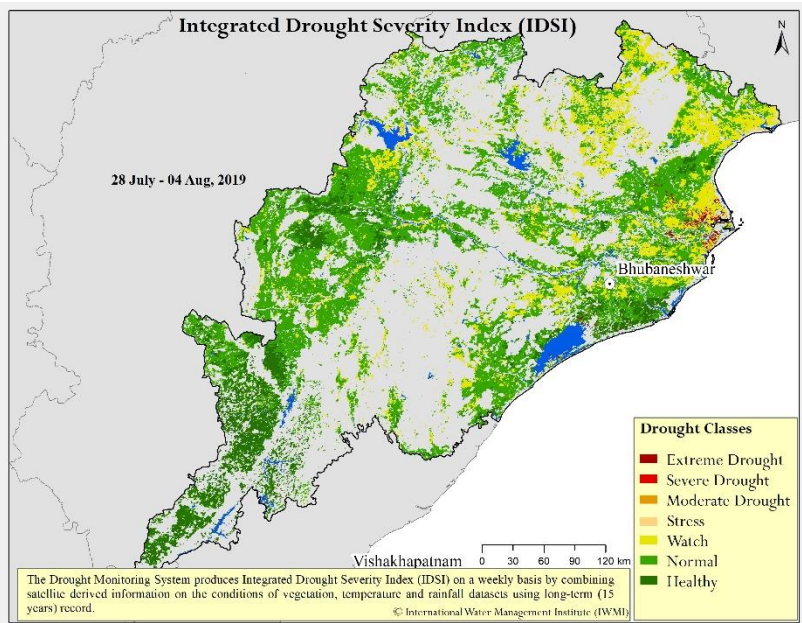 Integrated Drought Severity Index (IDSI)
N
28 July - 04 Aug, 2019
Bhubaneshwar
Drought Classes
Extreme Drought
Severe Drought
Moderate Drought
Stress
Watch
Normal
Healthy
Vishakhapatnam
0 30 60 120 km
The Drought Monitoring System produces Integrated Drought Severity Index (IDSI) on a weekly basis by combining
satellite derived information on the conditions of vegetation, temperature and rainfall datasets using long-term (15
years) record.
© International Water Management Institute (IWMI)